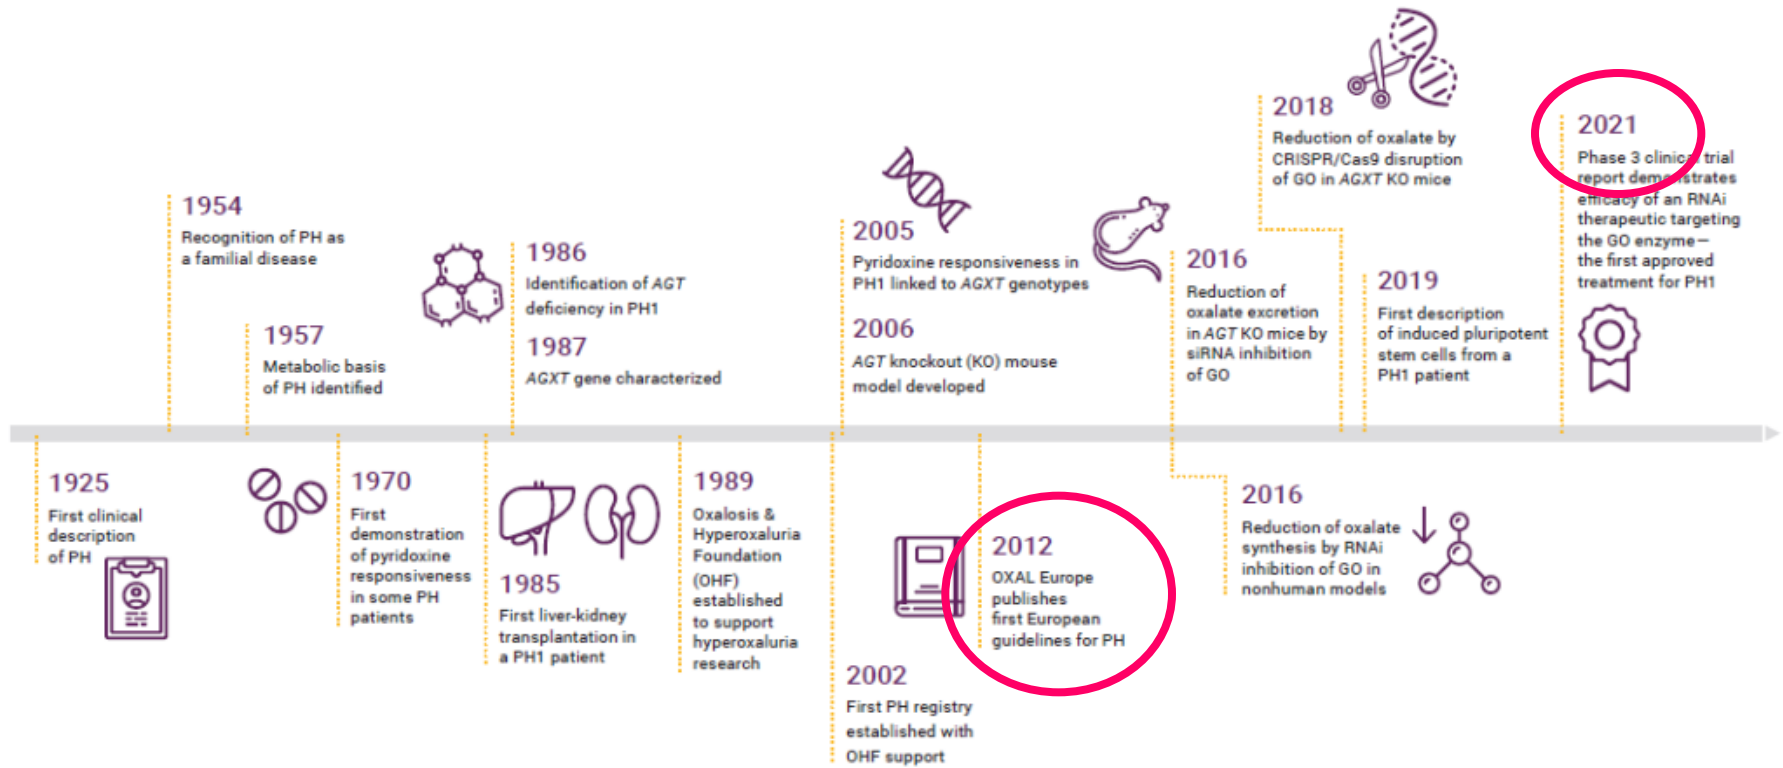 1925
First clinical
description
of PH
1954
Recognition of PH as
a familial disease
1957
Metabolic basis
of PH identified
1970
First
demonstration
of pyridoxine
responsiveness
in some PH
patients
1985
First liver-kidney
transplantation in
a PH1 patient
1986
Identification of AGT
deficiency in PH1
1987
AGXT gene characterized
1989
Oxalosis &
Hyperoxaluria
Foundation
(OHF)
established
to support
hyperoxaluria
research
2002
First PH registry
established with
OHF support
2005
Pyridoxine responsiveness in
PH1 linked to AGXT genotypes
2006
AGT knockout (KO) mouse
model developed
2012
OXAL Europe
publishes
first European
guidelines for PH
2016
Reduction of
oxalate excretion
in AGT KO mice by
siRNA inhibition
of GO
2016
Reduction of oxalate
synthesis by RNAi
inhibition of GO in
nonhuman models
2018
Reduction of oxalate by
CRISPR/Cas9 disruption
of GO in AGXT KO mice
2019
First description
of induced pluripotent
stem cells from a
PH1 patient
2021
Phase 3 clinical trial
report demonstrates
efficacy of an RNAi
therapeutic targeting
the GO enzyme—
the first approved
treatment for PH1